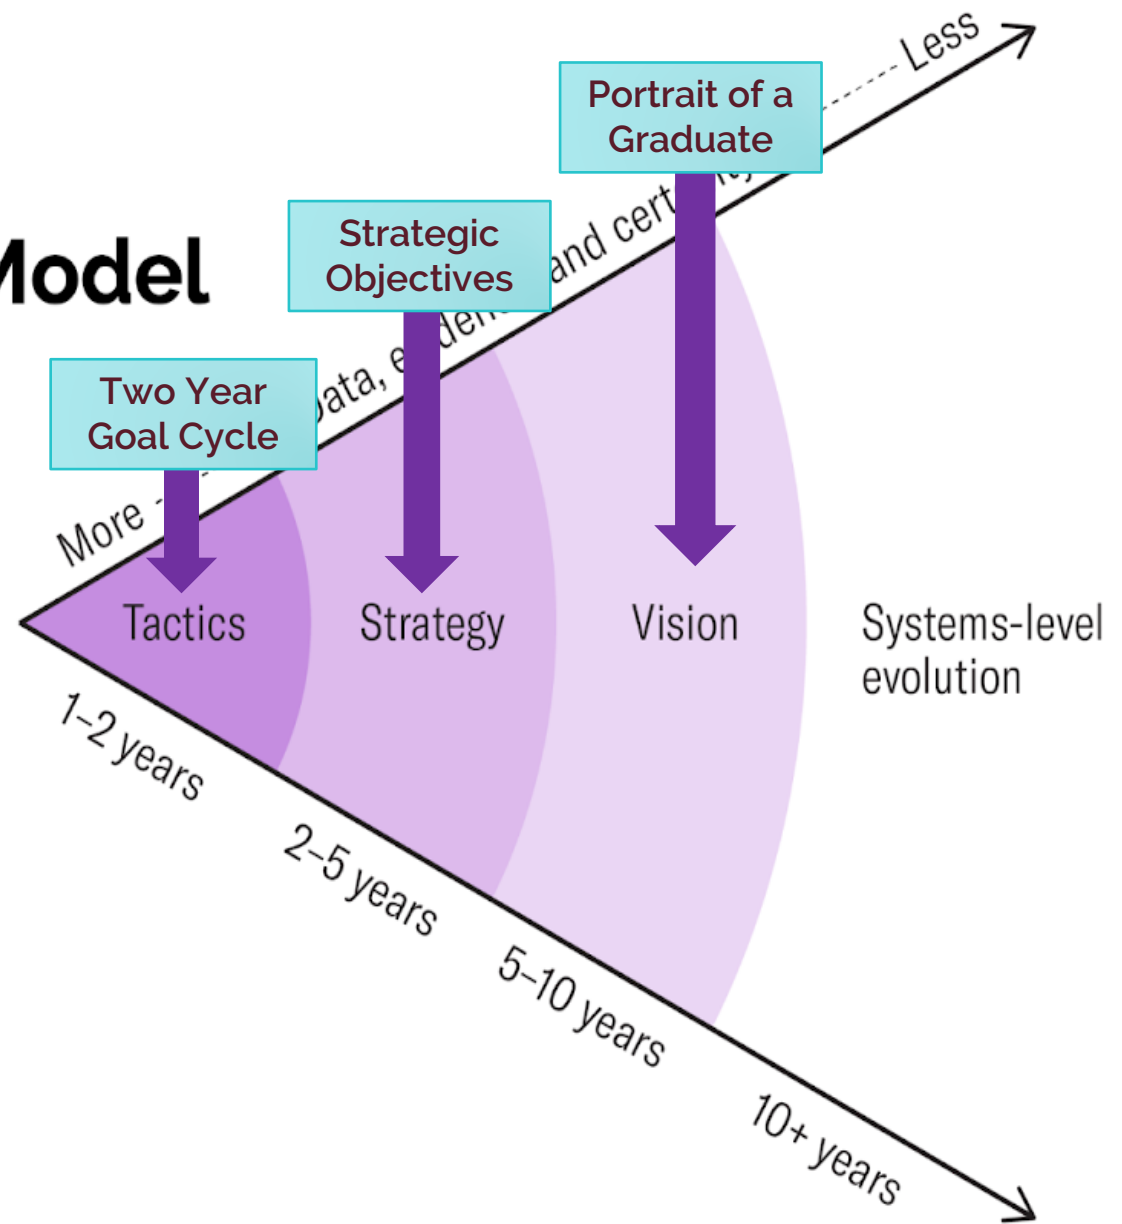 Model
Portrait of a
Graduate
Strategic
Objectives
Two Year
Goal Cycle
More
Data, and
Less
Tactics
Strategy
Vision
Systems-level
evolution
1–2 years
2–5 years
5–10 years
10+ years